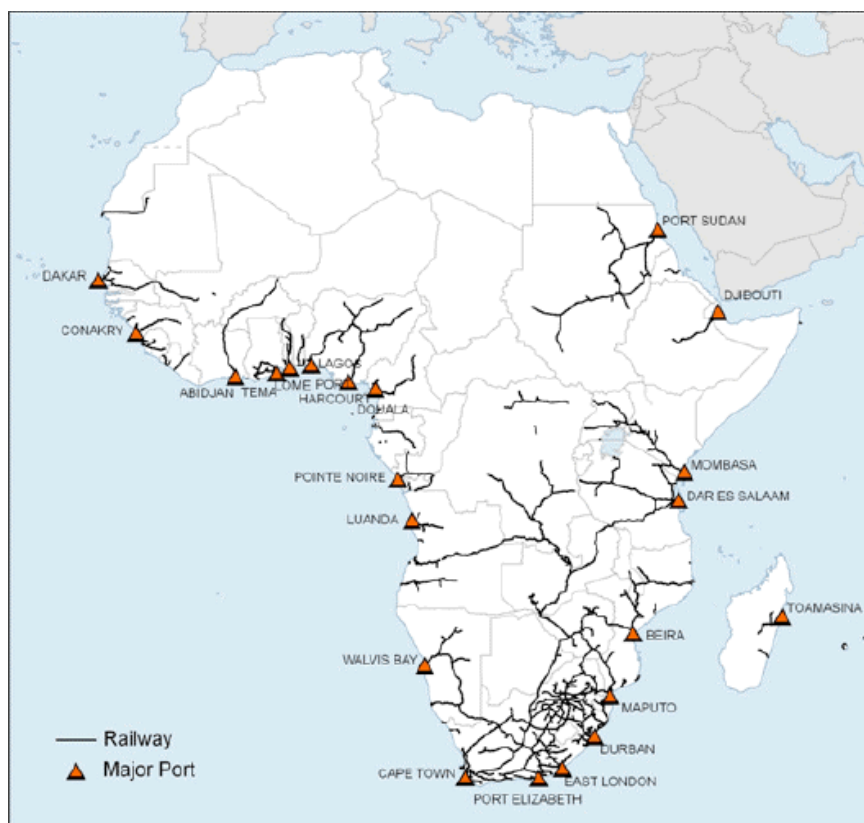 PORT SUDAN
DAKAR
DJIBOUTI
CONAKRY
LAGOS
ABIDJAN
TEMA
LOME
PORT
HARCOURT
DOUALA
MOMBASA
POINTE NOIRE
DAR ES SALAAM
LUANDA
TOAMASINA
BEIRA
WALVIS BAY
MAPUTO
DURBAN
CAPE TOWN
EAST LONDON
PORT ELIZABETH
Railway
Major Port